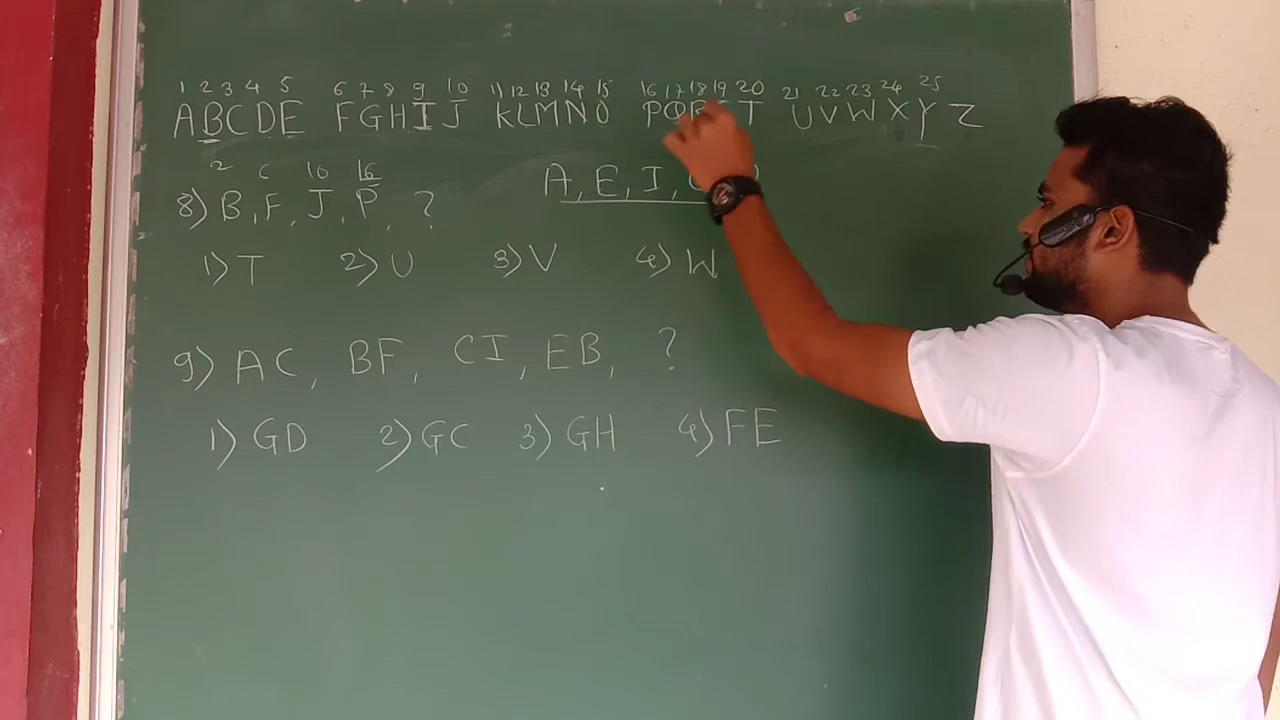 1 2 3 4 5 6 7 8 9 10 11 12 13 14 15 16 17 18 19 20 21 22 23 24 25
A B C D E F G H I J K L M N O P Q R T U V W X Y Z
2 6 10 16
8) B, F, J, P, ? A, E, I,
1) T 2) U 3) V 4) W
9) AC, BF, CI, EB, ?
1) GD 2) GC 3) GH 4) FE